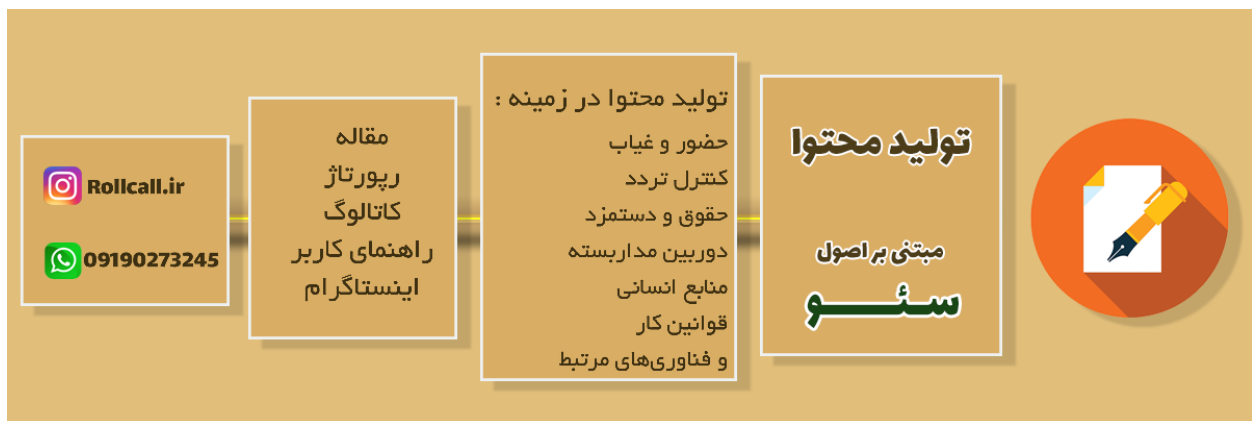 تولید محتوا
مبتنی بر اصول
سئــــو
تولید محتوا در زمینه :
حضور و غیاب
کنترل تردد
حقوق و دستمزد
دوربین مداربسته
منابع انسانی
قوانین کار
و فناوری‌های مرتبط
مقاله
رپورتاژ
کاتالوگ
راهنمای کاربر
اینستاگرام
Rollcall.ir
09190273245